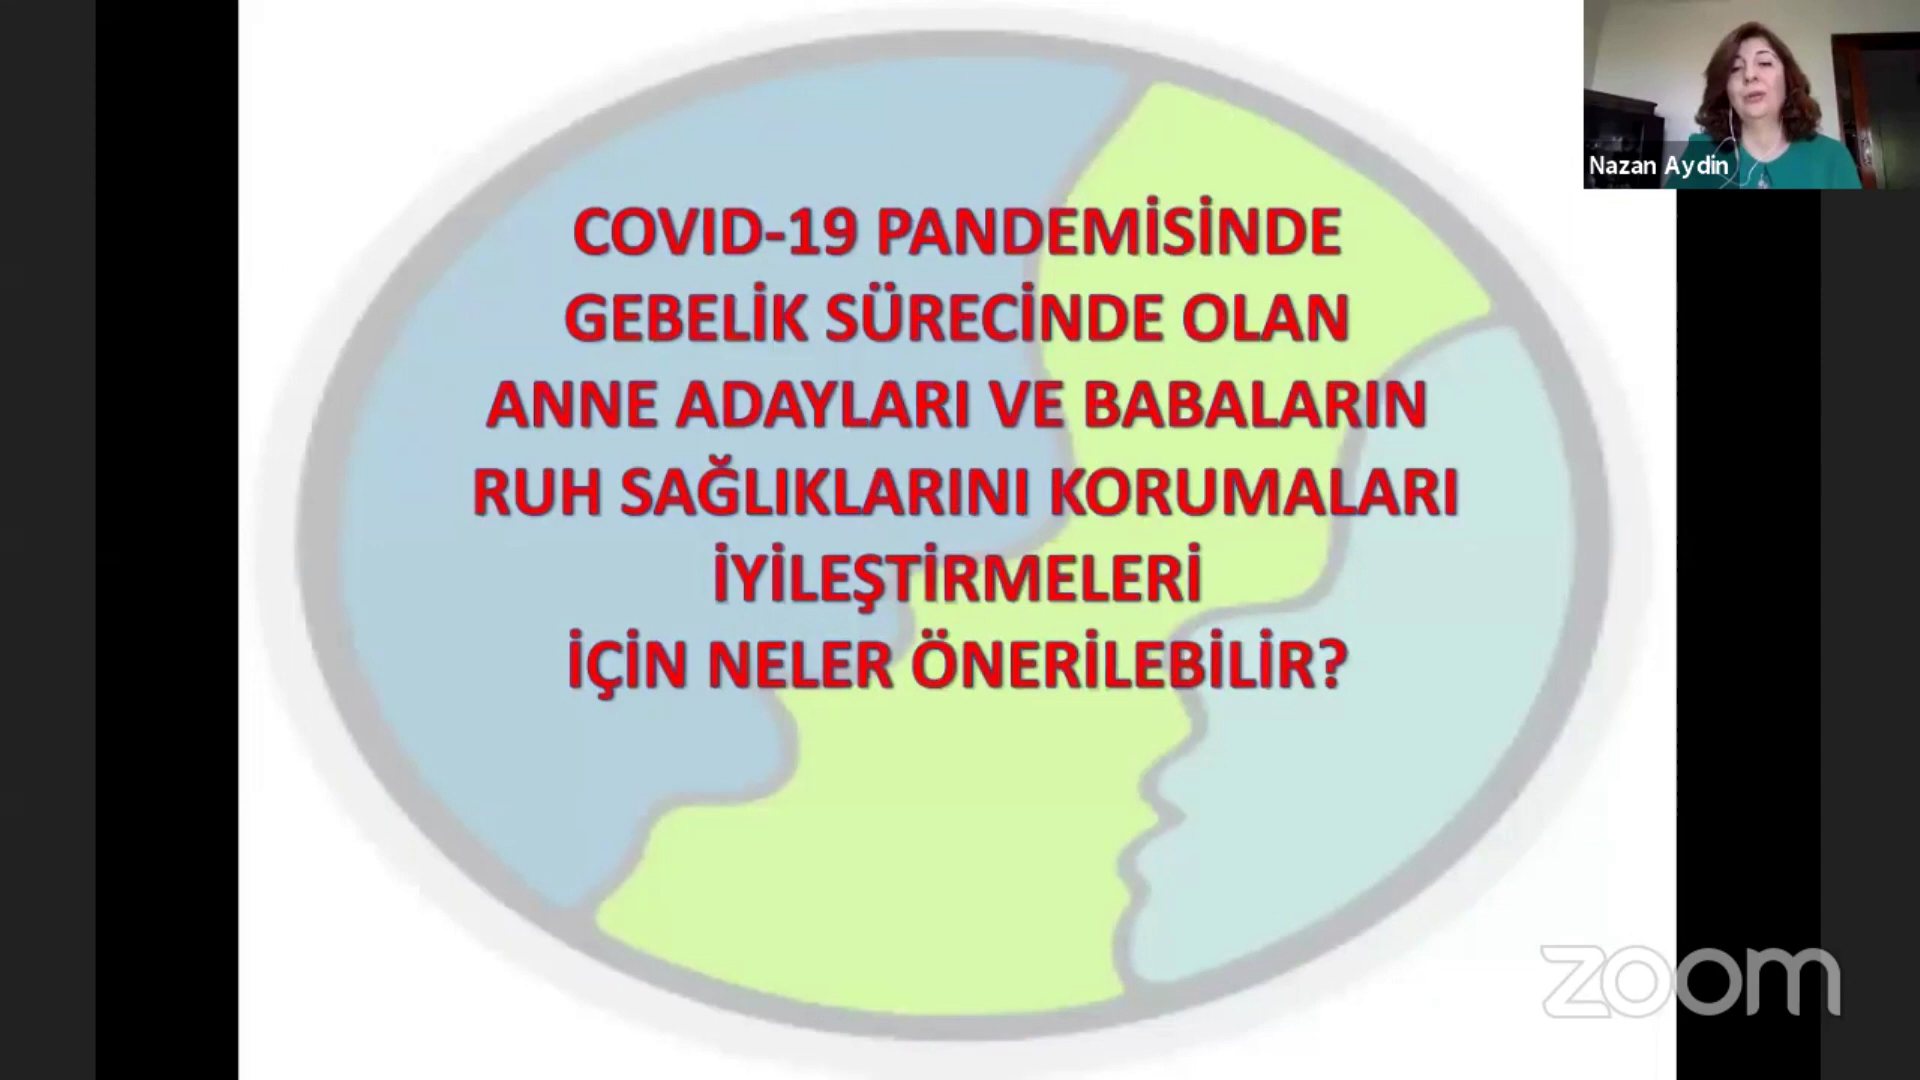 COVID-19 PANDEMİSİNDE
GEBELİK SÜRECİNDE OLAN
ANNE ADAYLARI VE BABALARIN
RUH SAĞLIKLARINI KORUMALARI
İYİLEŞTİRMELERİ
İÇİN NELER ÖNERİLEBİLİR?
Nazan Aydin
zoom